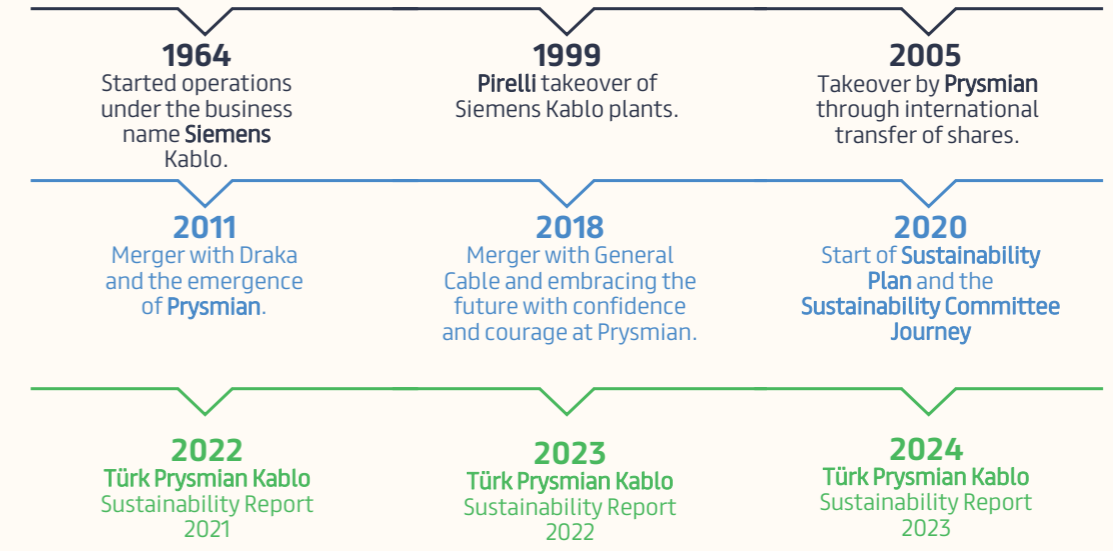 1964
Started operations
under the business
name Siemens
Kablo.
1999
Pirelli takeover of
Siemens Kablo plants.
2005
Takeover by Prysmian
through international
transfer of shares.
2011
Merger with Draka
and the emergence
of Prysmian.
2018
Merger with General
Cable and embracing the
future with confidence
and courage at Prysmian.
2020
Start of Sustainability
Plan and the
Sustainability Committee
Journey
2022
Türk Prysmian Kablo
Sustainability Report
2021
2023
Türk Prysmian Kablo
Sustainability Report
2022
2024
Türk Prysmian Kablo
Sustainability Report
2023